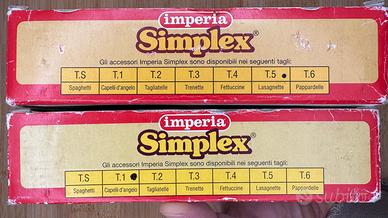 imperia
Simplex®
Gli accessori Imperia Simplex sono disponibili nei seguenti tagli:
T.S T.1 T.2 T.3 T.4 T.5 T.6
Spaghetti Capelli d'angelo Tagliatelle Trenette Fettuccine Lasagnette Pappardelle
imperia
Simplex®
Gli accessori Imperia Simplex sono disponibili nei seguenti tagli:
T.S T.1 T.2 T.3 T.4 T.5 T.6
Spaghetti Capelli d'angelo Tagliatelle Trenette Fettuccine Lasagnette Pappardelle
subito